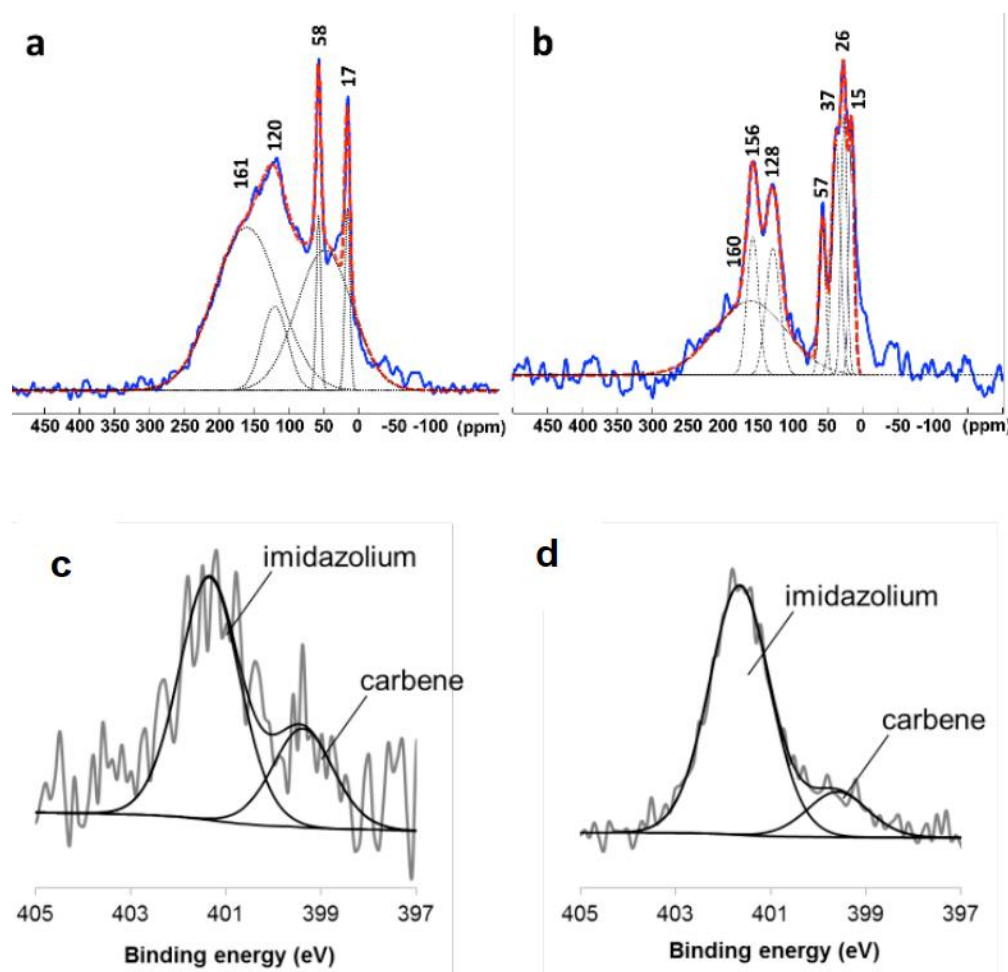 a
58
17
120
161
450 400 350 300 250 200 150 100 50 0 -50 -100 (ppm)
b
26
37
15
156
128
57
160
450 400 350 300 250 200 150 100 50 0 -50 -100 (ppm)
c
imidazolium
carbene
405 403 401 399 397
Binding energy (eV)
d
imidazolium
carbene
405 403 401 399 397
Binding energy (eV)